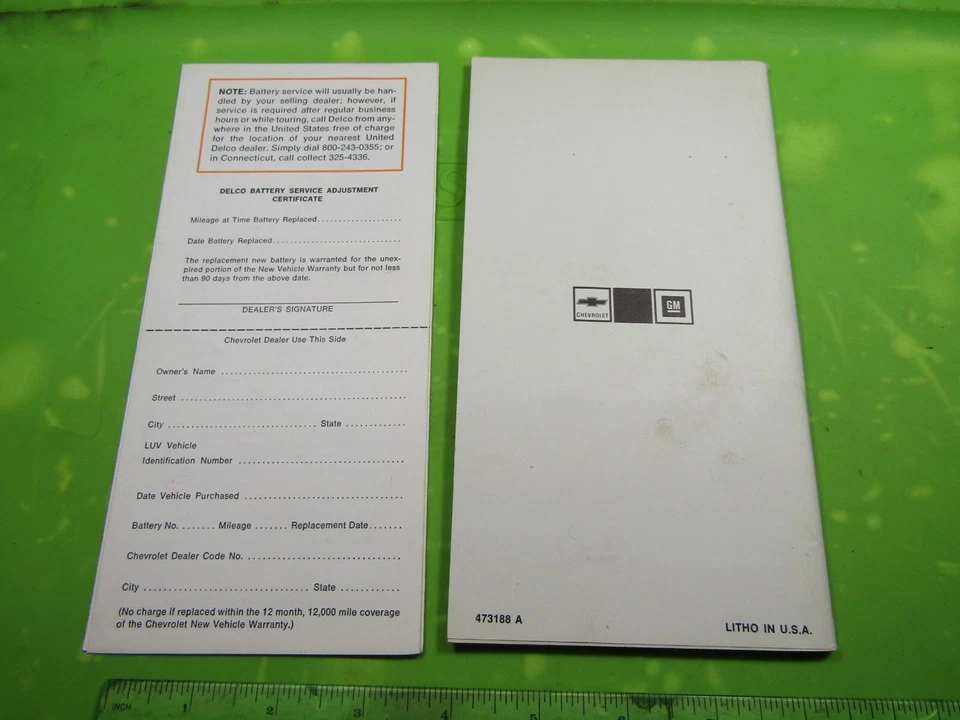 NOTE: Battery service will usually be han-
dled by your selling dealer; however, if
service is required after regular business
hours or while touring, call Delco from any-
where in the United States free of charge
for the location of your nearest United
Delco dealer. Simply dial 800-243-0355; or
in Connecticut, call collect 325-4336.
DELCO BATTERY SERVICE ADJUSTMENT
CERTIFICATE
Mileage at Time Battery Replaced....................
Date Battery Replaced..............................
The replacement new battery is warranted for the unex-
pired portion of the New Vehicle Warranty but for not less
than 90 days from the above date.
DEALER'S SIGNATURE
Chevrolet Dealer Use This Side
Owner's Name ..........................................
Street ..................................................
City ................................. State .............
LUV Vehicle
Identification Number .....................................
Date Vehicle Purchased ...................................
Battery No. ....... Mileage ....... Replacement Date.......
Chevrolet Dealer Code No. .................................
City ..................................... State .............
(No charge if replaced within the 12 month, 12,000 mile coverage
of the Chevrolet New Vehicle Warranty.)
CHEVROLET
GM
473188 A
LITHO IN U.S.A.
INCH 1 2 3 4 5 6